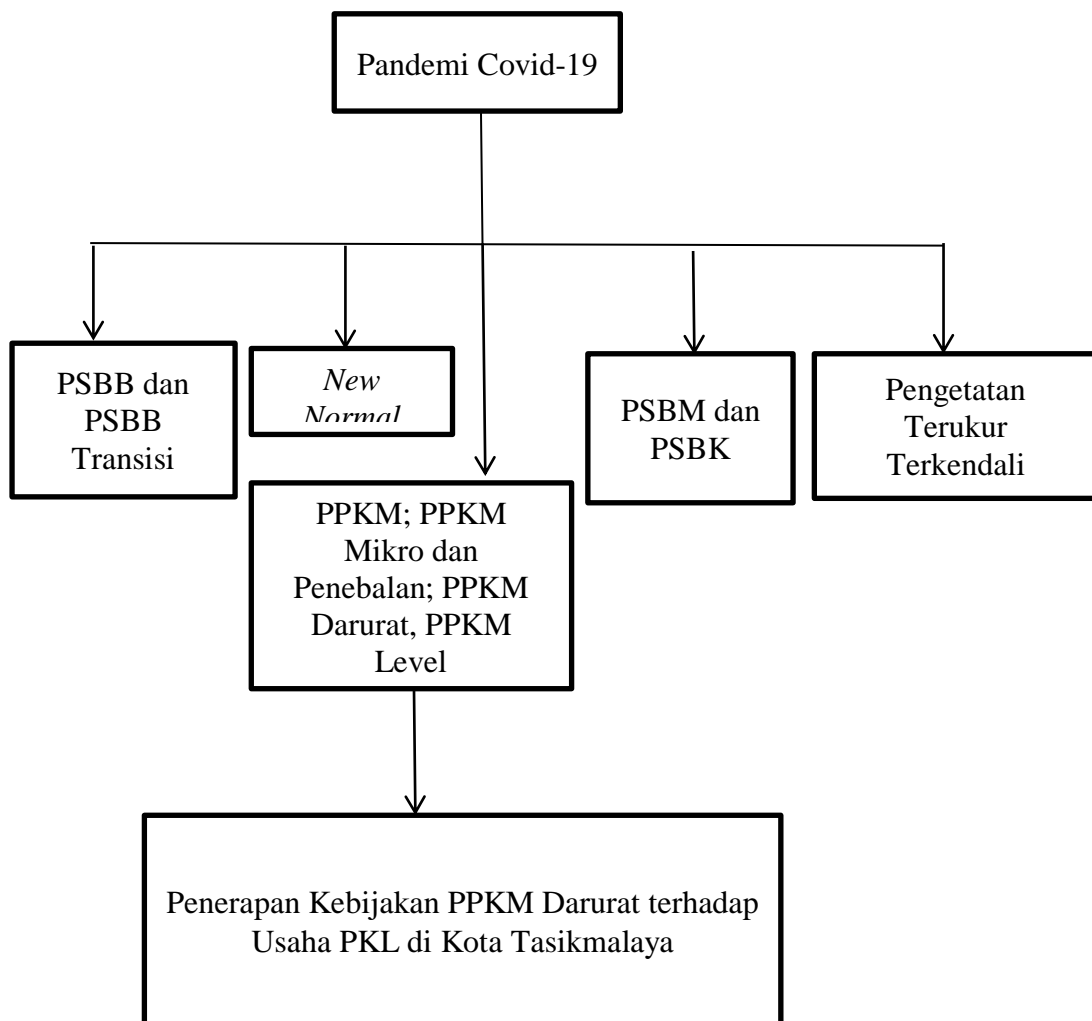 Pandemi Covid-19
PSBB dan
PSBB
Transisi
New
Normal
PSBM dan
PSBK
Pengetatan
Terukur
Terkendali
PPKM; PPKM
Mikro dan
Penebalan; PPKM
Darurat, PPKM
Level
Penerapan Kebijakan PPKM Darurat terhadap
Usaha PKL di Kota Tasikmalaya